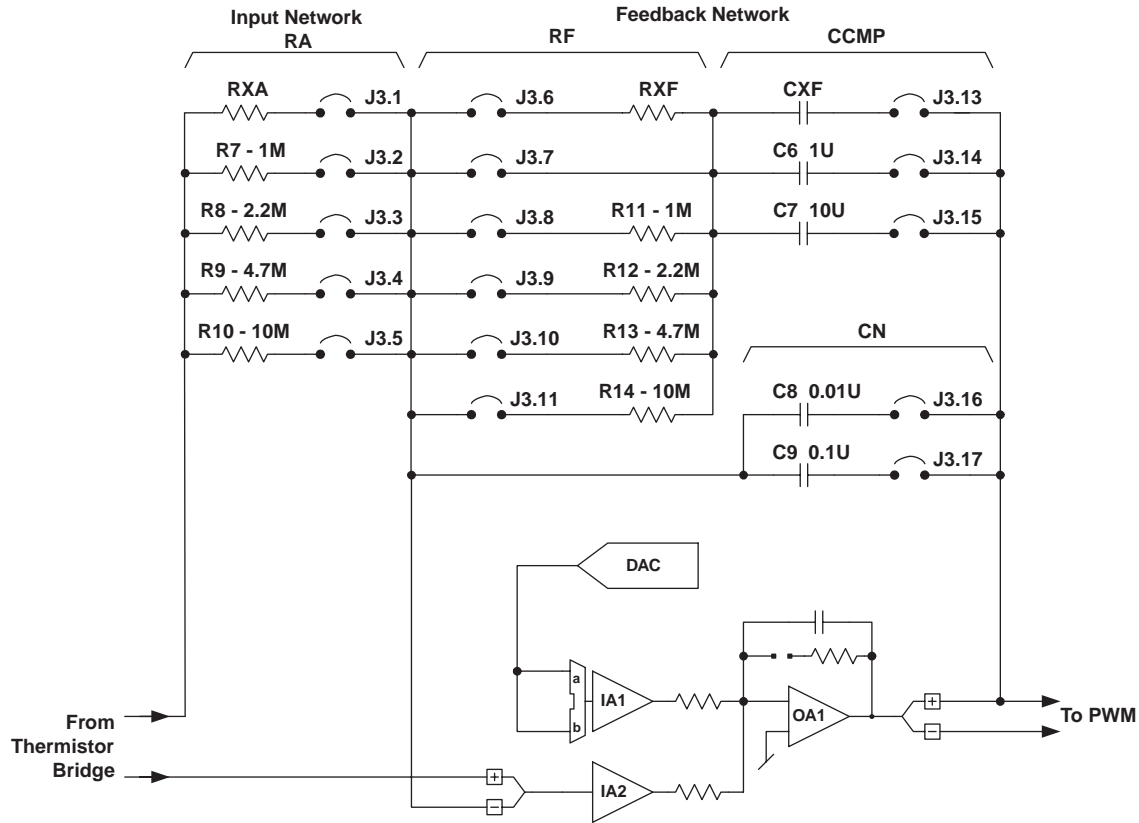 Input Network
RA
Feedback Network
RF
CCMP
RXA
J3.1
J3.6
RXF
CXF
J3.13
R7 - 1M
J3.2
J3.7
C6 1U
J3.14
R8 - 2.2M
J3.3
J3.8
R11 - 1M
C7 10U
J3.15
R9 - 4.7M
J3.4
J3.9
R12 - 2.2M
R10 - 10M
J3.5
J3.10
R13 - 4.7M
CN
J3.11
R14 - 10M
C8 0.01U
J3.16
C9 0.1U
J3.17
DAC
a
b
IA1
OA1
+
−
From
Thermistor
Bridge
To PWM
+
−
IA2